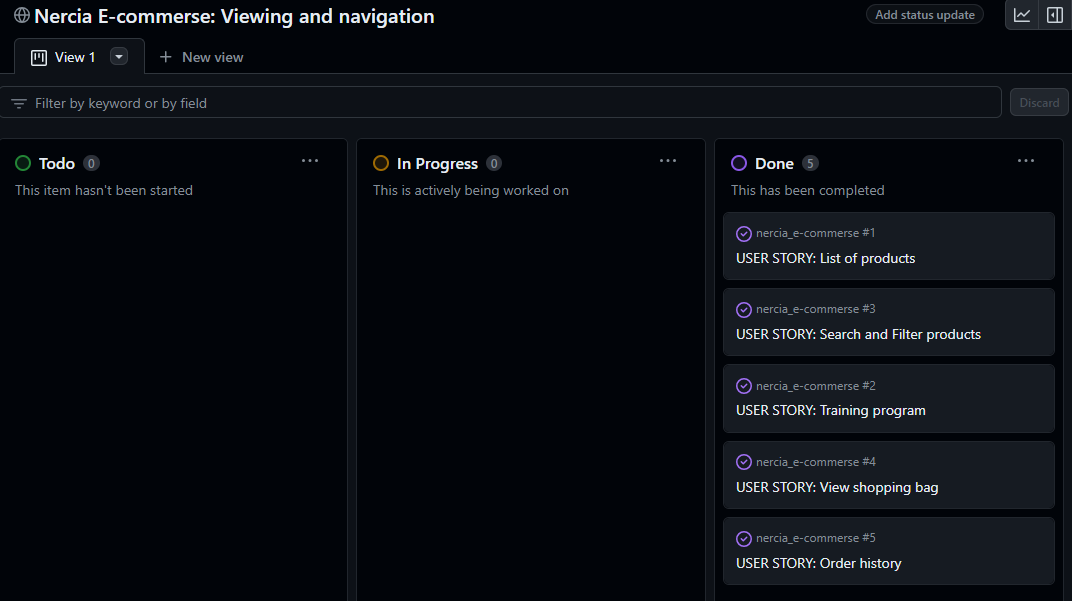 Nercia E-commerse: Viewing and navigation
Add status update
View 1
New view
Filter by keyword or by field
Discard
Todo 0
This item hasn't been started
In Progress 0
This is actively being worked on
Done 5
This has been completed
nercia_e-commerse #1
USER STORY: List of products
nercia_e-commerse #3
USER STORY: Search and Filter products
nercia_e-commerse #2
USER STORY: Training program
nercia_e-commerse #4
USER STORY: View shopping bag
nercia_e-commerse #5
USER STORY: Order history